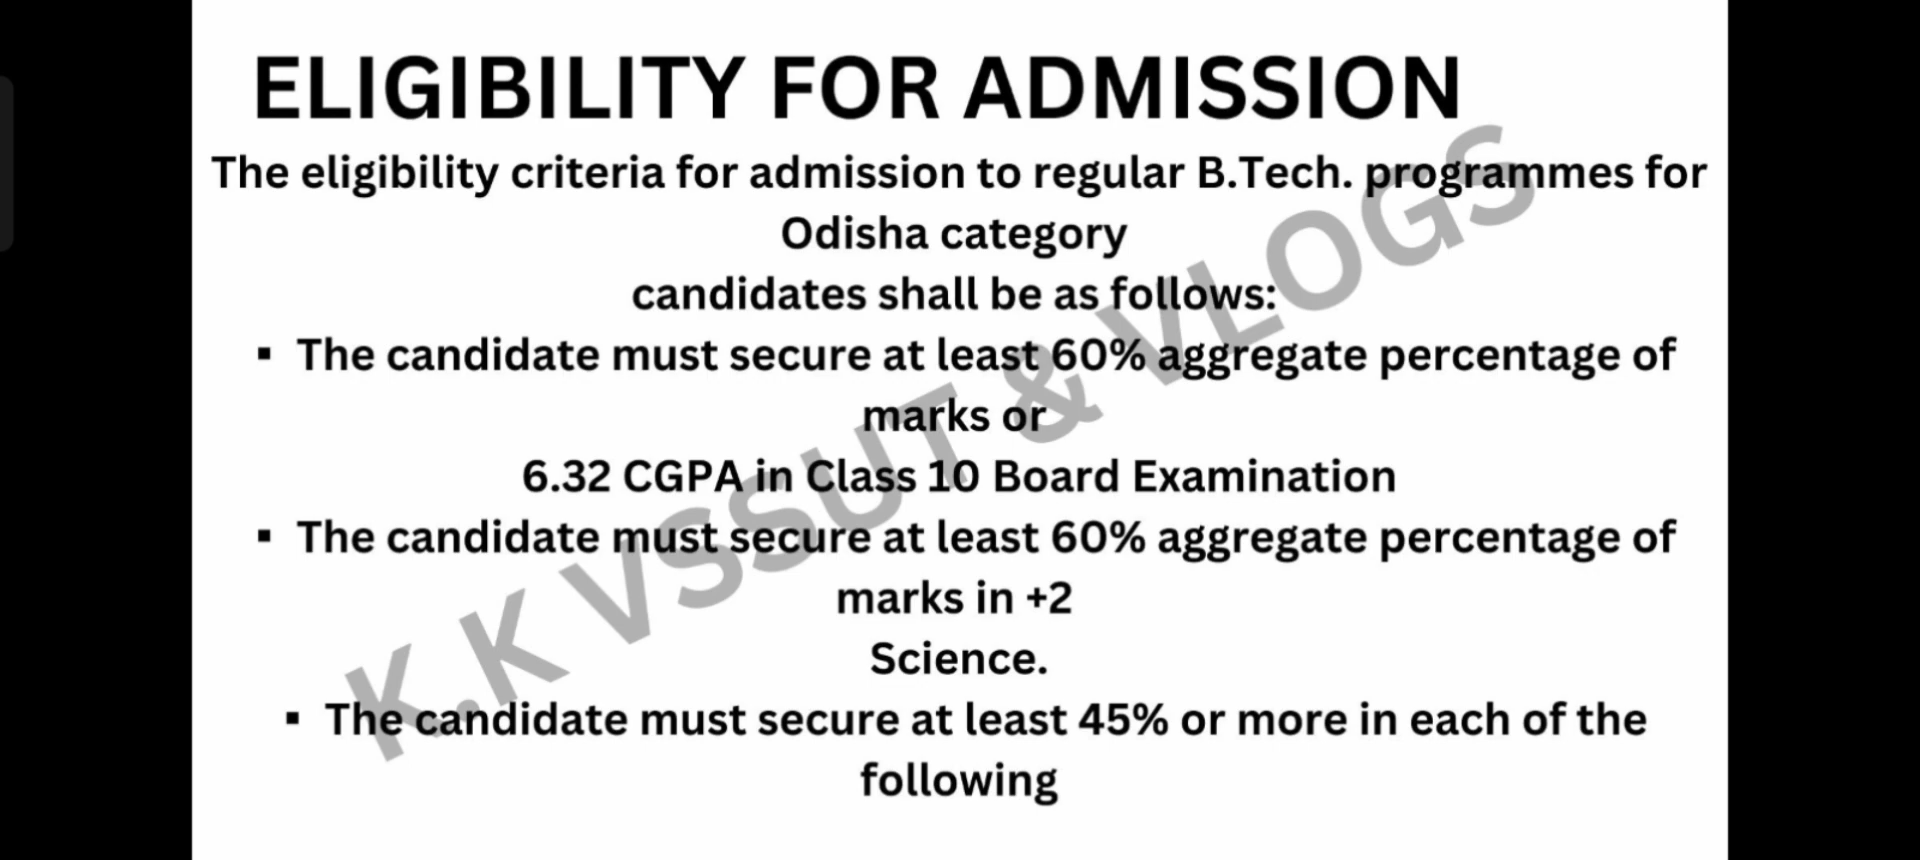 ELIGIBILITY FOR ADMISSION
The eligibility criteria for admission to regular B.Tech. programmes for
Odisha category
candidates shall be as follows:
▪ The candidate must secure at least 60% aggregate percentage of
marks or
6.32 CGPA in Class 10 Board Examination
▪ The candidate must secure at least 60% aggregate percentage of
marks in +2
Science.
▪ The candidate must secure at least 45% or more in each of the
following
K.K VSSUT & VLOGS